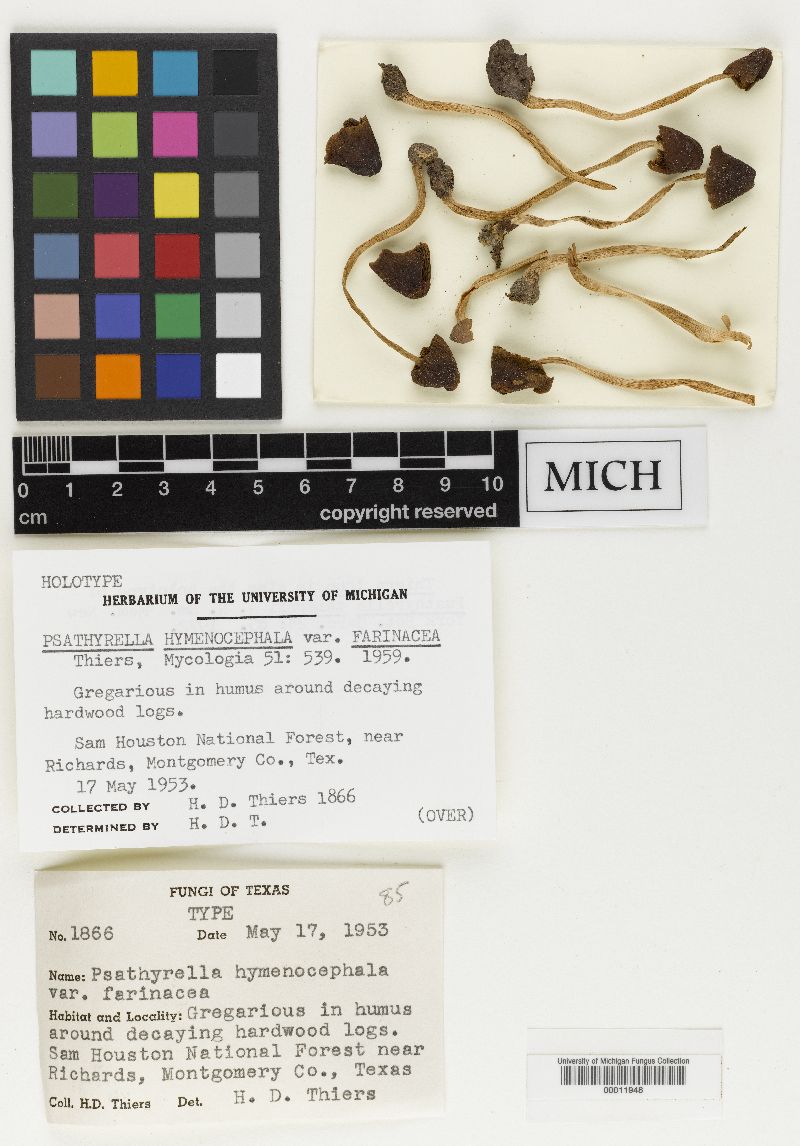 0 1 2 3 4 5 6 7 8 9 10
cm
copyright reserved
MICH
HOLOTYPE
HERBARIUM OF THE UNIVERSITY OF MICHIGAN
PSATHYRELLA HYMENOCEPHALA var. FARINACEA
Thiers, Mycologia 51: 539. 1959.
Gregarious in humus around decaying
hardwood logs.
Sam Houston National Forest, near
Richards, Montgomery Co., Tex.
17 May 1953.
COLLECTED BY H. D. Thiers 1866
DETERMINED BY H. D. T.
(OVER)
FUNGI OF TEXAS
85
TYPE
No. 1866 Date May 17, 1953
Name: Psathyrella hymenocephala
var. farinacea
Habitat and Locality: Gregarious in humus
around decaying hardwood logs.
Sam Houston National Forest near
Richards, Montgomery Co., Texas
Coll. H.D. Thiers Det. H. D. Thiers
University of Michigan Fungus Collection
00011948